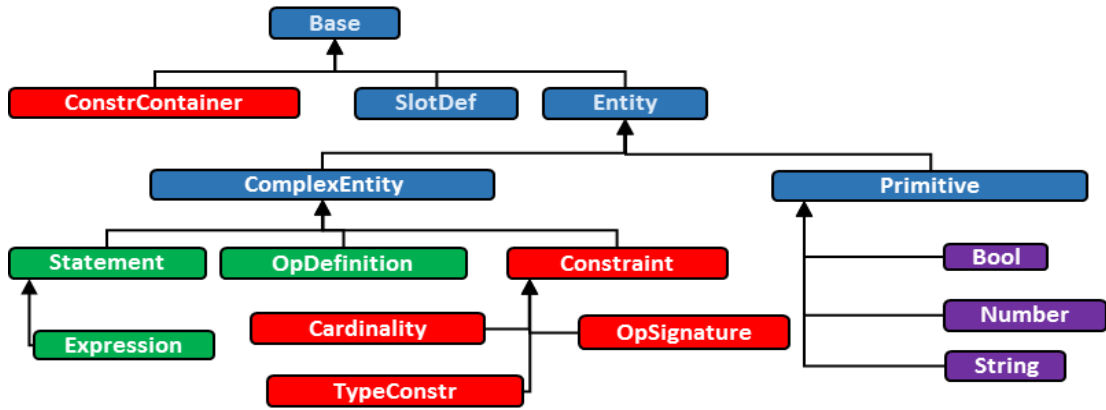 Base
ConstrContainer
SlotDef
Entity
ComplexEntity
Primitive
Statement
OpDefinition
Constraint
Bool
Cardinality
OpSignature
Number
Expression
String
TypeConstr